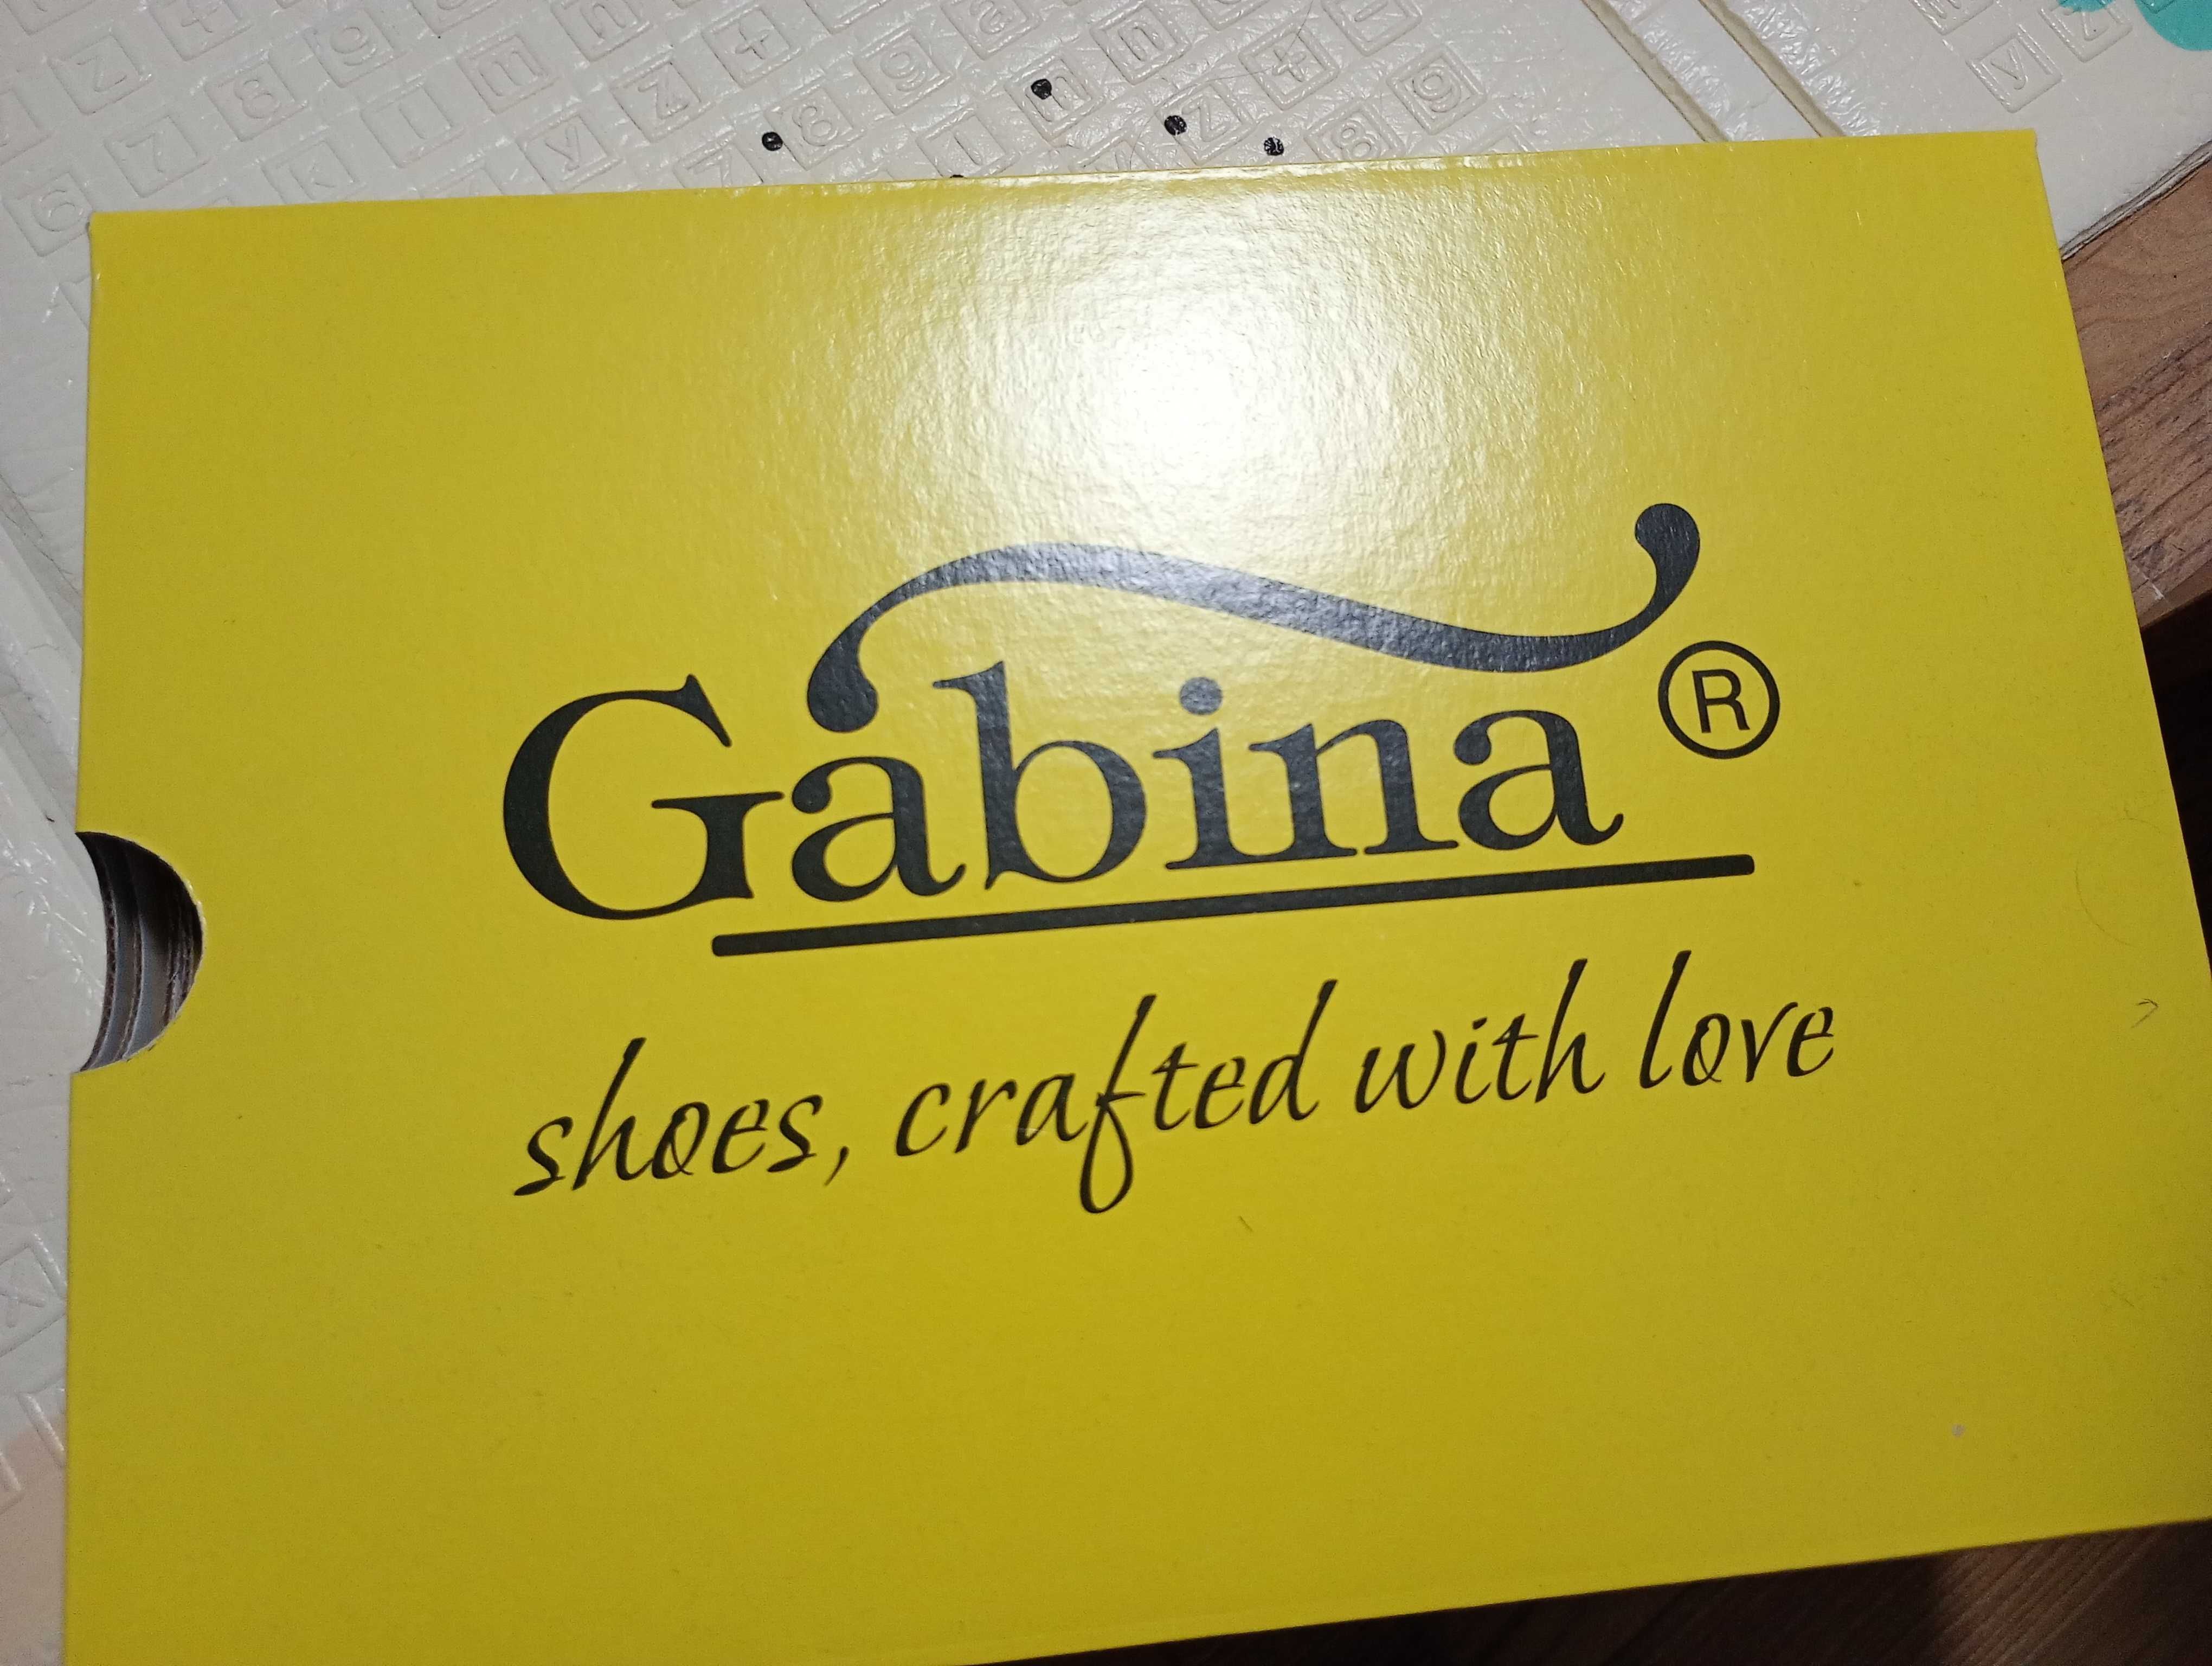 Gabina®
shoes, crafted with love